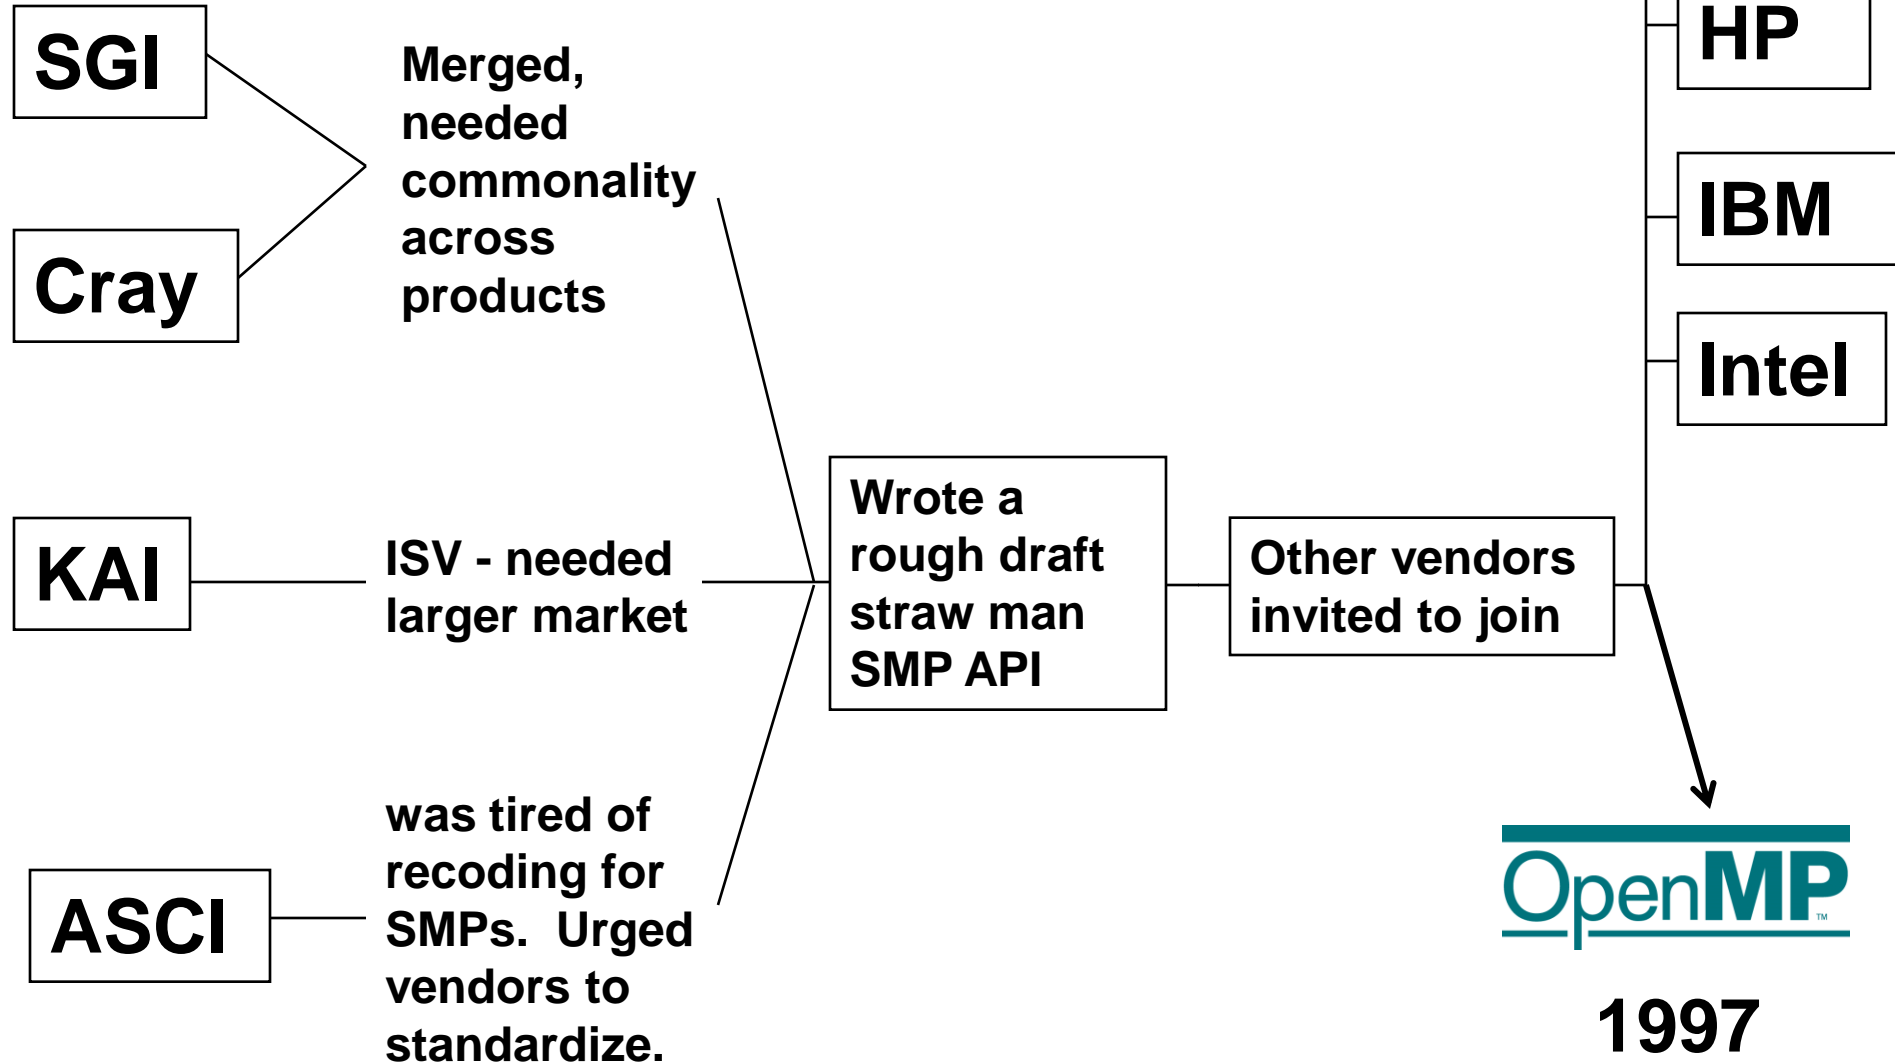 SGI
Merged,
needed
commonality
across
products
Cray
KAI
ISV - needed
larger market
ASCI
was tired of
recoding for
SMPs.  Urged
vendors to
standardize.
Wrote a
rough draft
straw man
SMP API
Other vendors
invited to join
HP
IBM
Intel
OpenMP™
1997